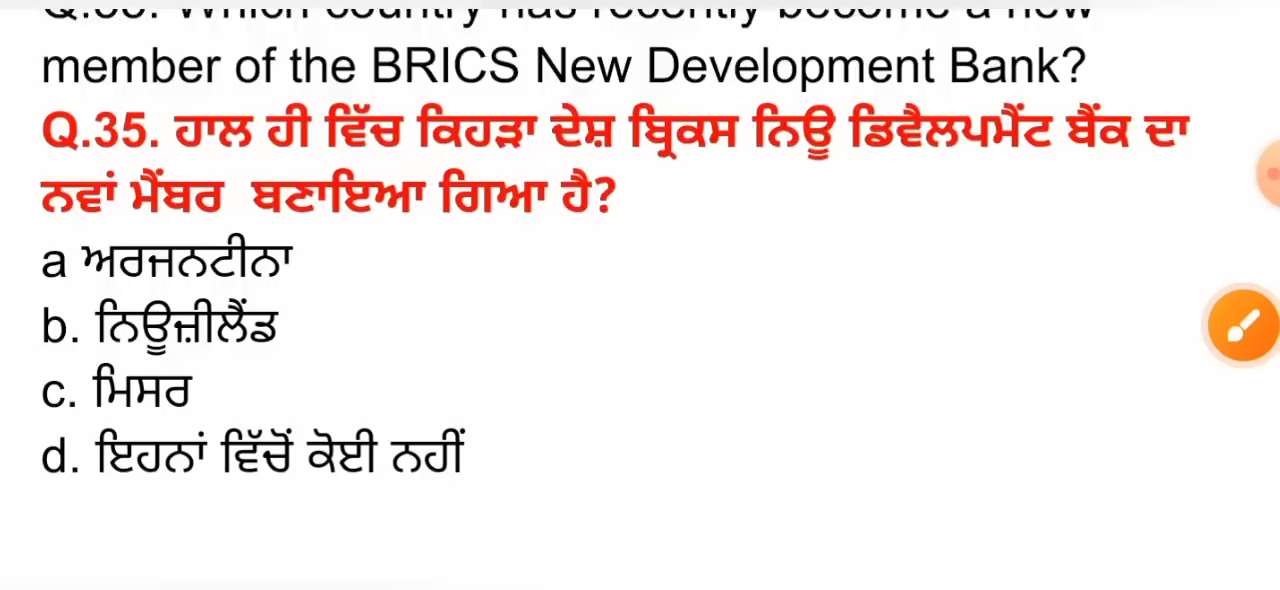 member of the BRICS New Development Bank?
Q.35. ਹਾਲ ਹੀ ਵਿੱਚ ਕਿਹੜਾ ਦੇਸ਼ ਬ੍ਰਿਕਸ ਨਿਊ ਡਿਵੈਲਪਮੈਂਟ ਬੈਂਕ ਦਾ
ਨਵਾਂ ਮੈਂਬਰ ਬਣਾਇਆ ਗਿਆ ਹੈ?
a ਅਰਜਨਟੀਨਾ
b. ਨਿਊਜ਼ੀਲੈਂਡ
c. ਮਿਸਰ
d. ਇਹਨਾਂ ਵਿੱਚੋਂ ਕੋਈ ਨਹੀਂ